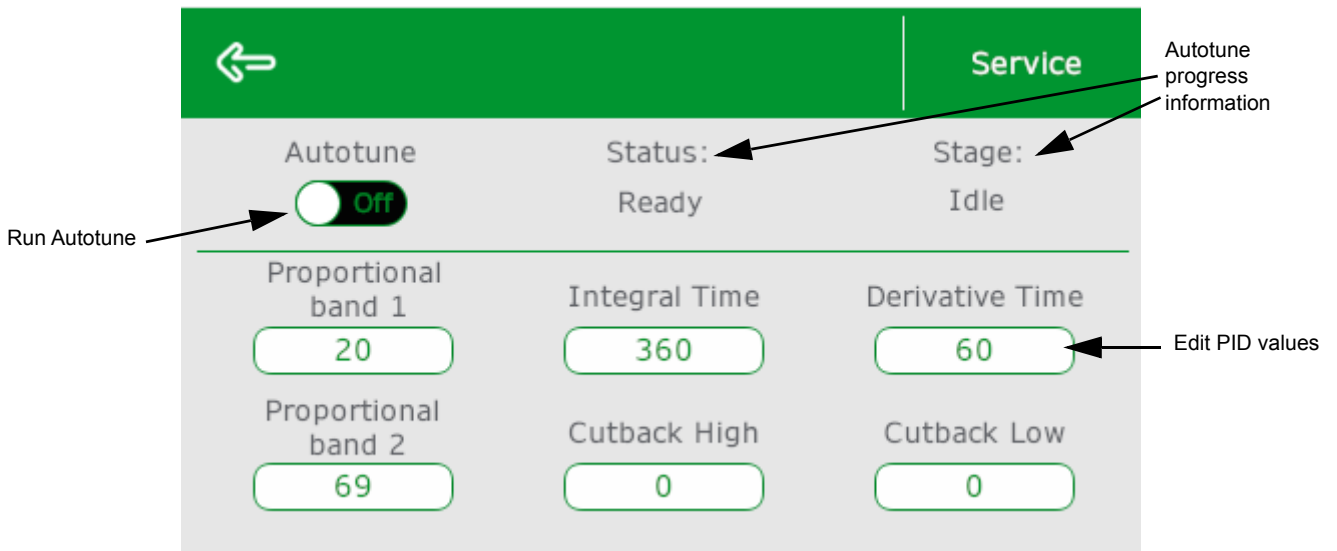 Service
Autotune
progress
information
Autotune
Status:
Stage:
Off
Ready
Idle
Run Autotune
Proportional
band 1
Integral Time
Derivative Time
20
360
60
Edit PID values
Proportional
band 2
Cutback High
Cutback Low
69
0
0